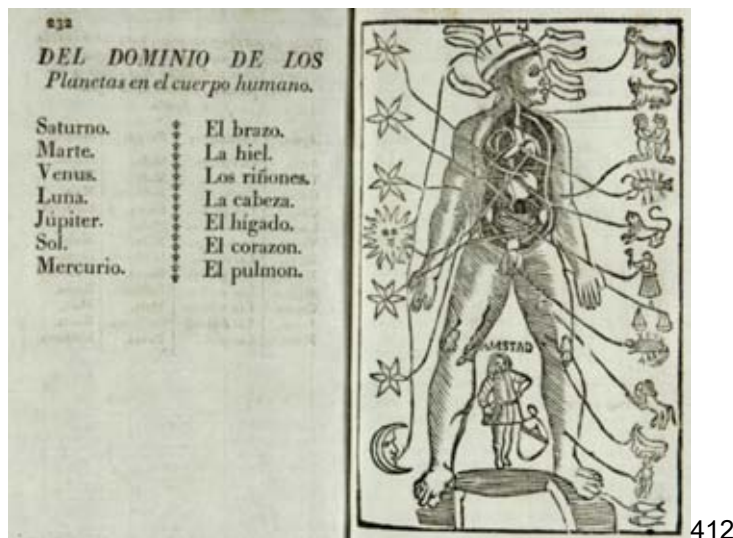 232
DEL DOMINIO DE LOS
Planetas en el cuerpo humano.
Saturno. El brazo.
Marte. La hiel.
Venus. Los riñones.
Luna. La cabeza.
Júpiter. El hígado.
Sol. El corazon.
Mercurio. El pulmon.
412